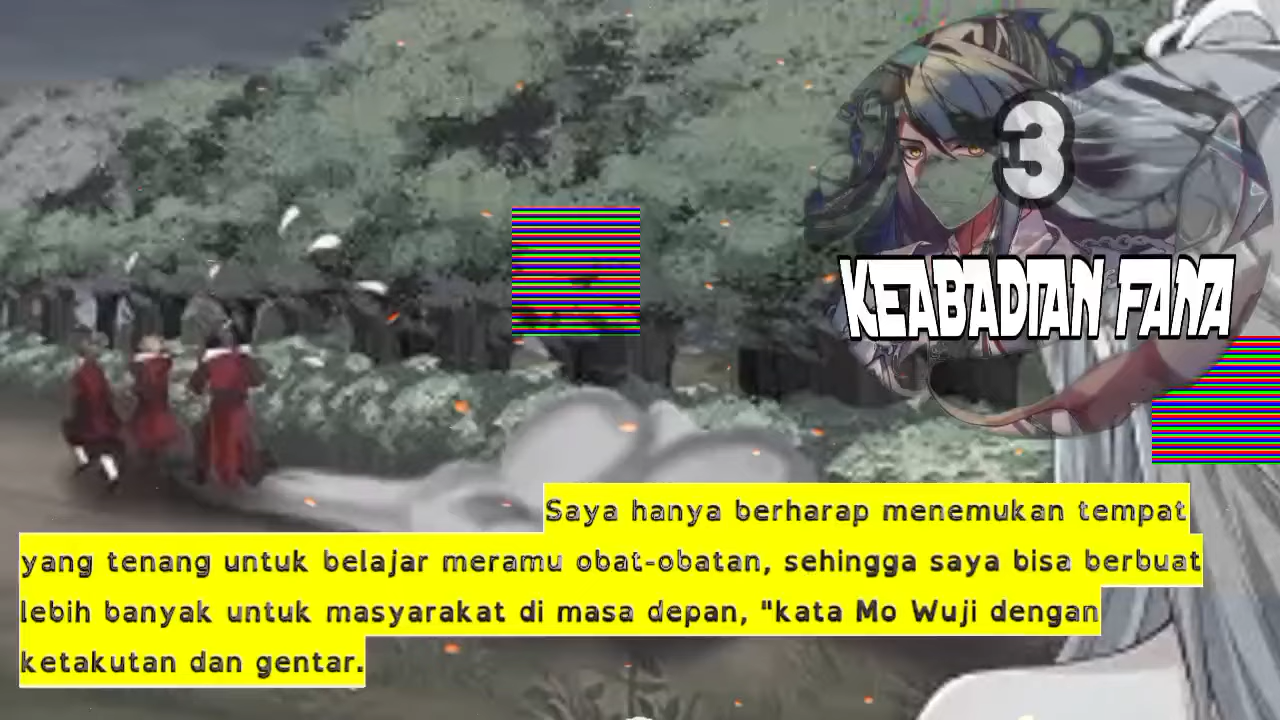 3
KEABADIAN FANA
Saya hanya berharap menemukan tempat
yang tenang untuk belajar meramu obat-obatan, sehingga saya bisa berbuat
lebih banyak untuk masyarakat di masa depan, "kata Mo Wuji dengan
ketakutan dan gentar.